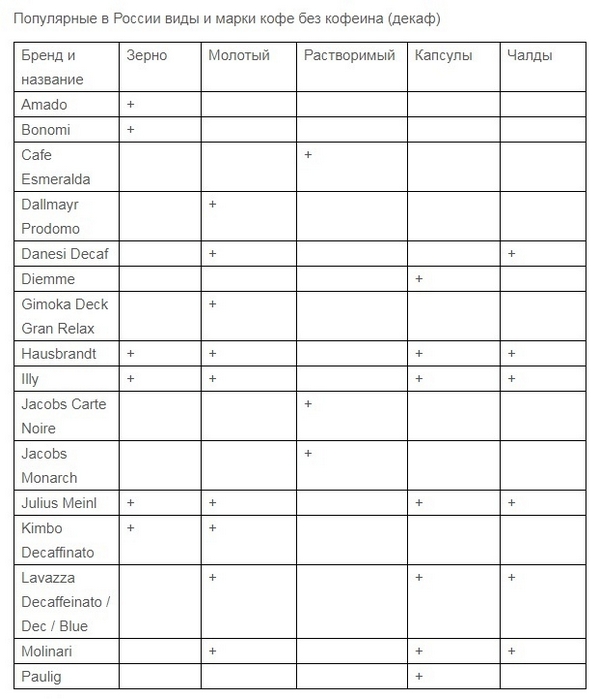 Популярные в России виды и марки кофе без кофеина (декаф)
Бренд и Зерно Молотый Растворимый Капсулы Чалды
название
Amado +
Bonomi +
Cafe +
Esmeralda
Dallmayr +
Prodomo
Danesi Decaf + +
Diemme +
Gimoka Deck +
Gran Relax
Hausbrandt + + + +
Illy + + + +
Jacobs Carte +
Noire
Jacobs +
Monarch
Julius Meinl + + + +
Kimbo + +
Decaffinato
Lavazza + + +
Decaffeinato /
Dec / Blue
Molinari + + +
Paulig +